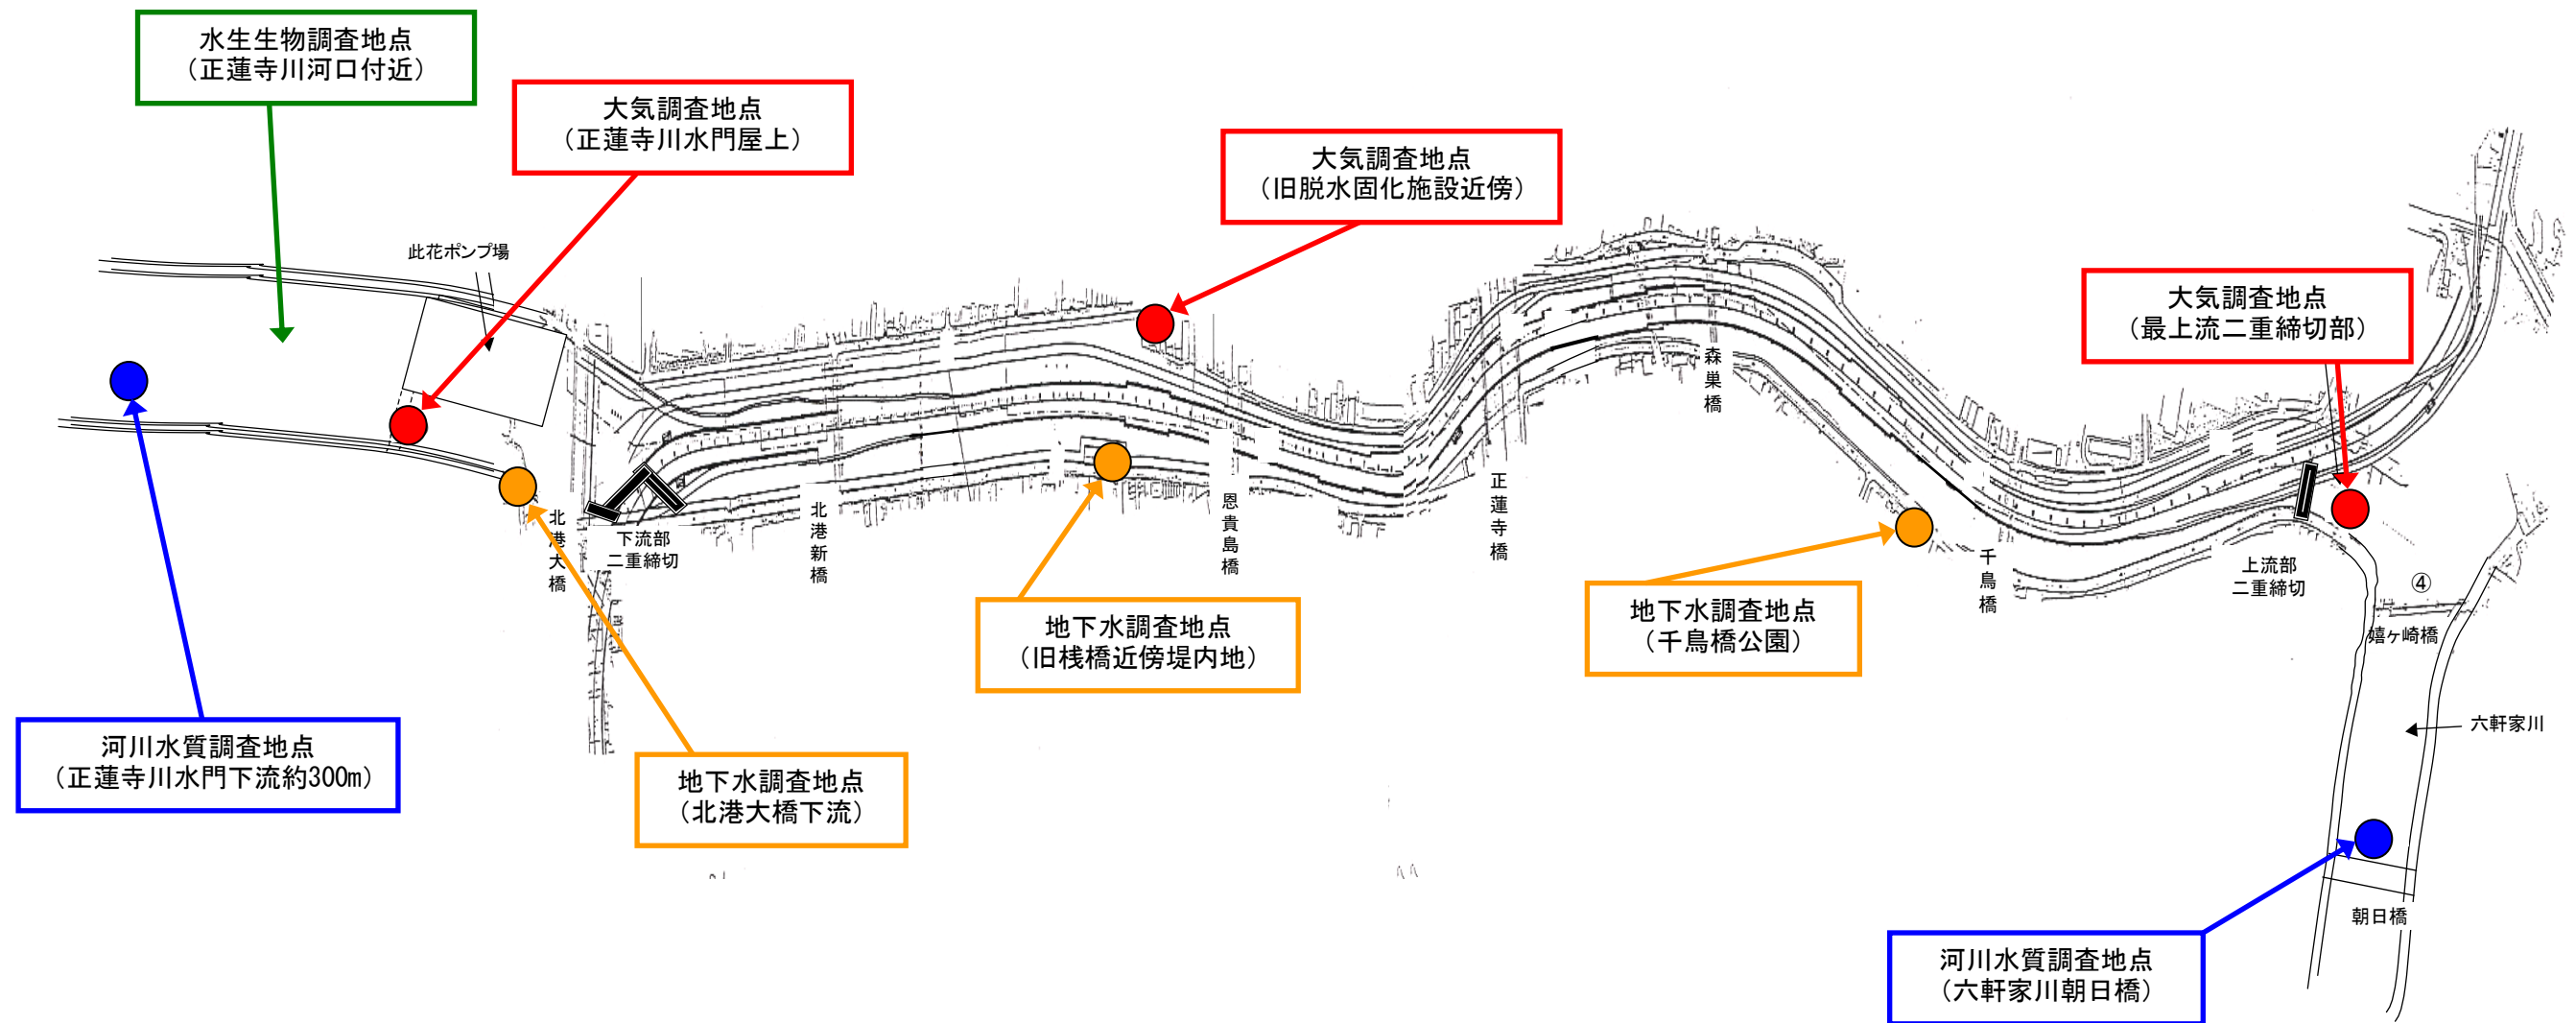 水生生物調査地点
（正蓮寺川河口付近）
大気調査地点
（正蓮寺川水門屋上）
大気調査地点
（旧脱水固化施設近傍）
此花ポンプ場
大気調査地点
（最上流二重締切部）
森巣橋
正蓮寺橋
恩貴島橋
北港新橋
北港大橋
下流部
二重締切
千鳥橋
上流部
二重締切
④
嬉ヶ崎橋
地下水調査地点
（旧桟橋近傍堤内地）
地下水調査地点
（千鳥橋公園）
六軒家川
河川水質調査地点
（正蓮寺川水門下流約300m）
地下水調査地点
（北港大橋下流）
朝日橋
河川水質調査地点
（六軒家川朝日橋）